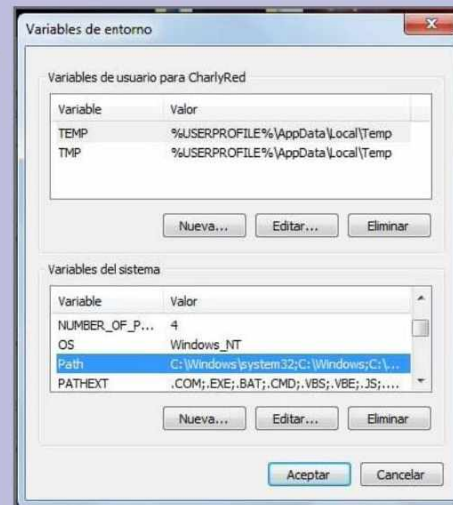 Variables de entorno
Variables de usuario para CharlyRed
Variable Valor
TEMP %USERPROFILE%\AppData\Local\Temp
TMP %USERPROFILE%\AppData\Local\Temp
Nueva... Editar... Eliminar
Variables del sistema
Variable Valor
NUMBER_OF_P... 4
OS Windows_NT
Path C:\Windows\system32;C:\Windows;C:\...
PATHEXT .COM;.EXE;.BAT;.CMD;.VBS;.VBE;.JS;....
Nueva... Editar... Eliminar
Aceptar Cancelar